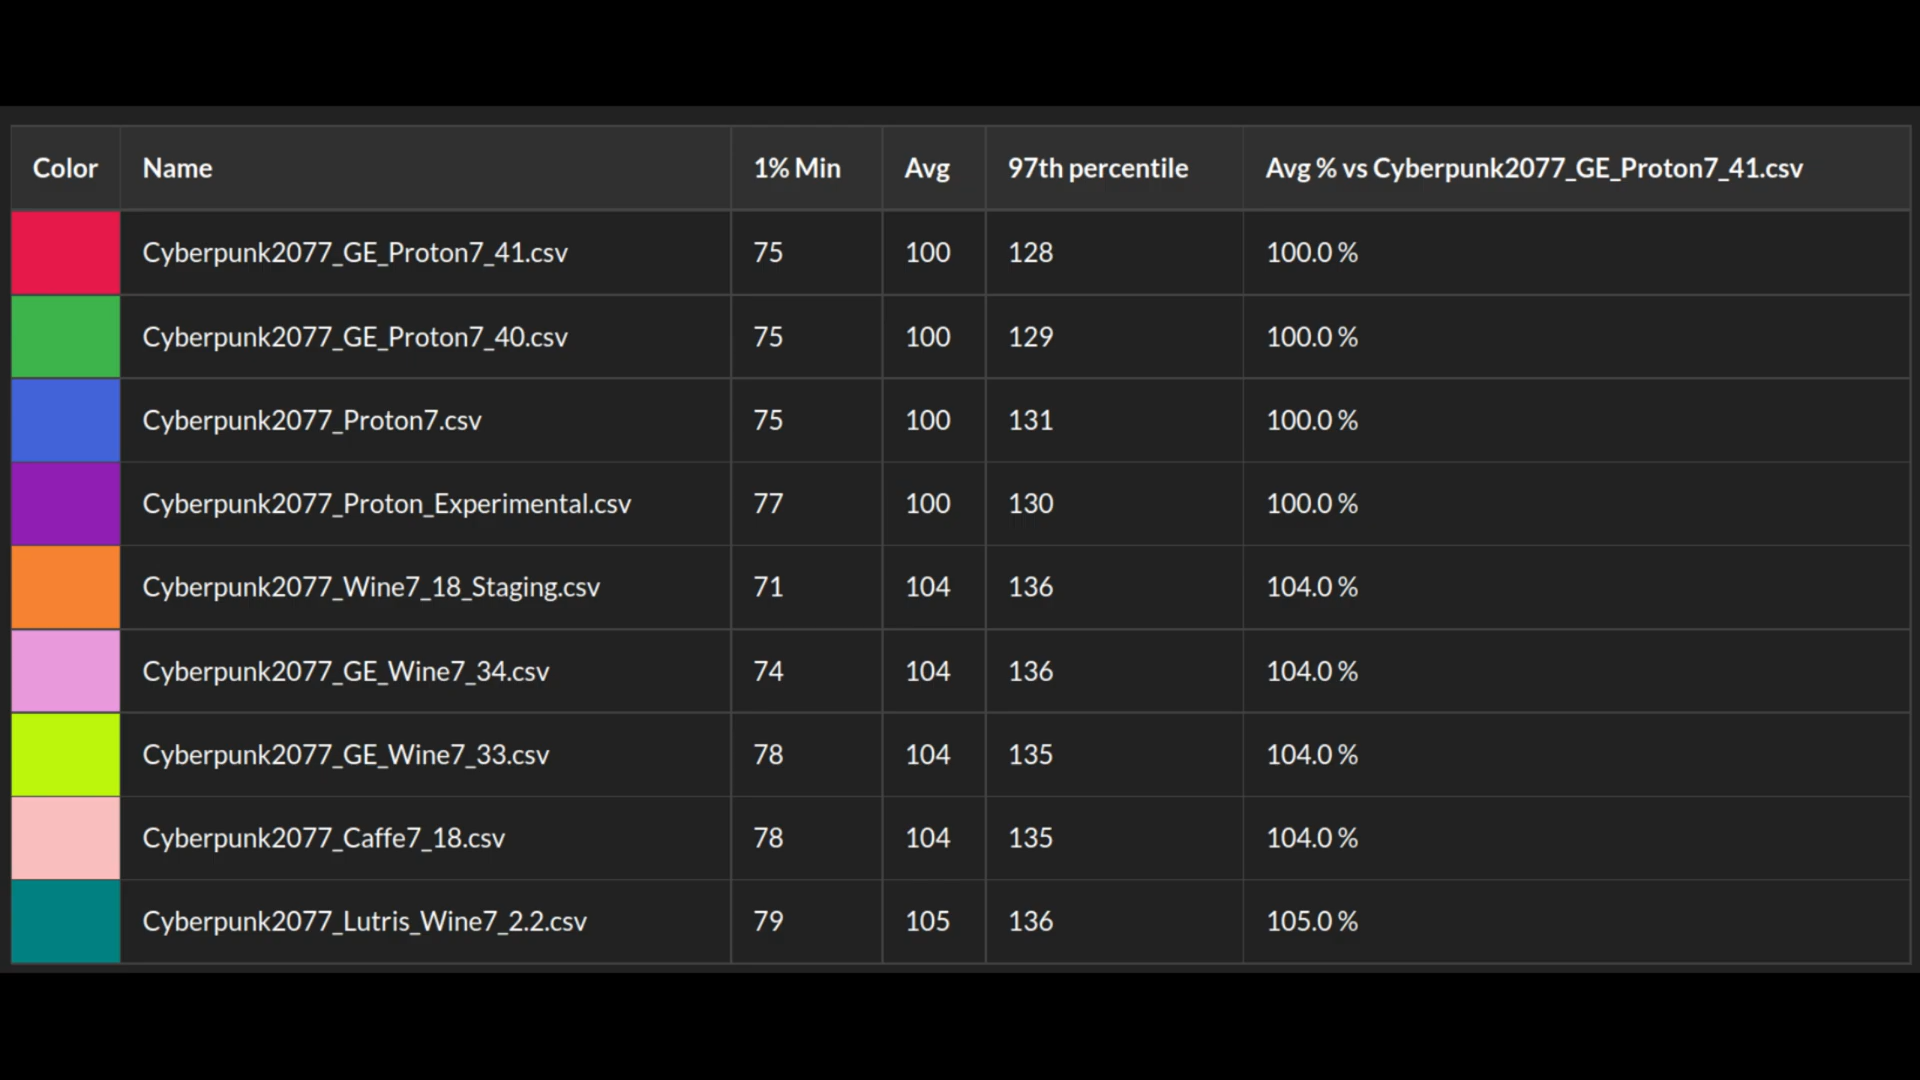 Color Name 1% Min Avg 97th percentile Avg % vs Cyberpunk2077_GE_Proton7_41.csv
Cyberpunk2077_GE_Proton7_41.csv 75 100 128 100.0 %
Cyberpunk2077_GE_Proton7_40.csv 75 100 129 100.0 %
Cyberpunk2077_Proton7.csv 75 100 131 100.0 %
Cyberpunk2077_Proton_Experimental.csv 77 100 130 100.0 %
Cyberpunk2077_Wine7_18_Staging.csv 71 104 136 104.0 %
Cyberpunk2077_GE_Wine7_34.csv 74 104 136 104.0 %
Cyberpunk2077_GE_Wine7_33.csv 78 104 135 104.0 %
Cyberpunk2077_Caffe7_18.csv 78 104 135 104.0 %
Cyberpunk2077_Lutris_Wine7_2.2.csv 79 105 136 105.0 %